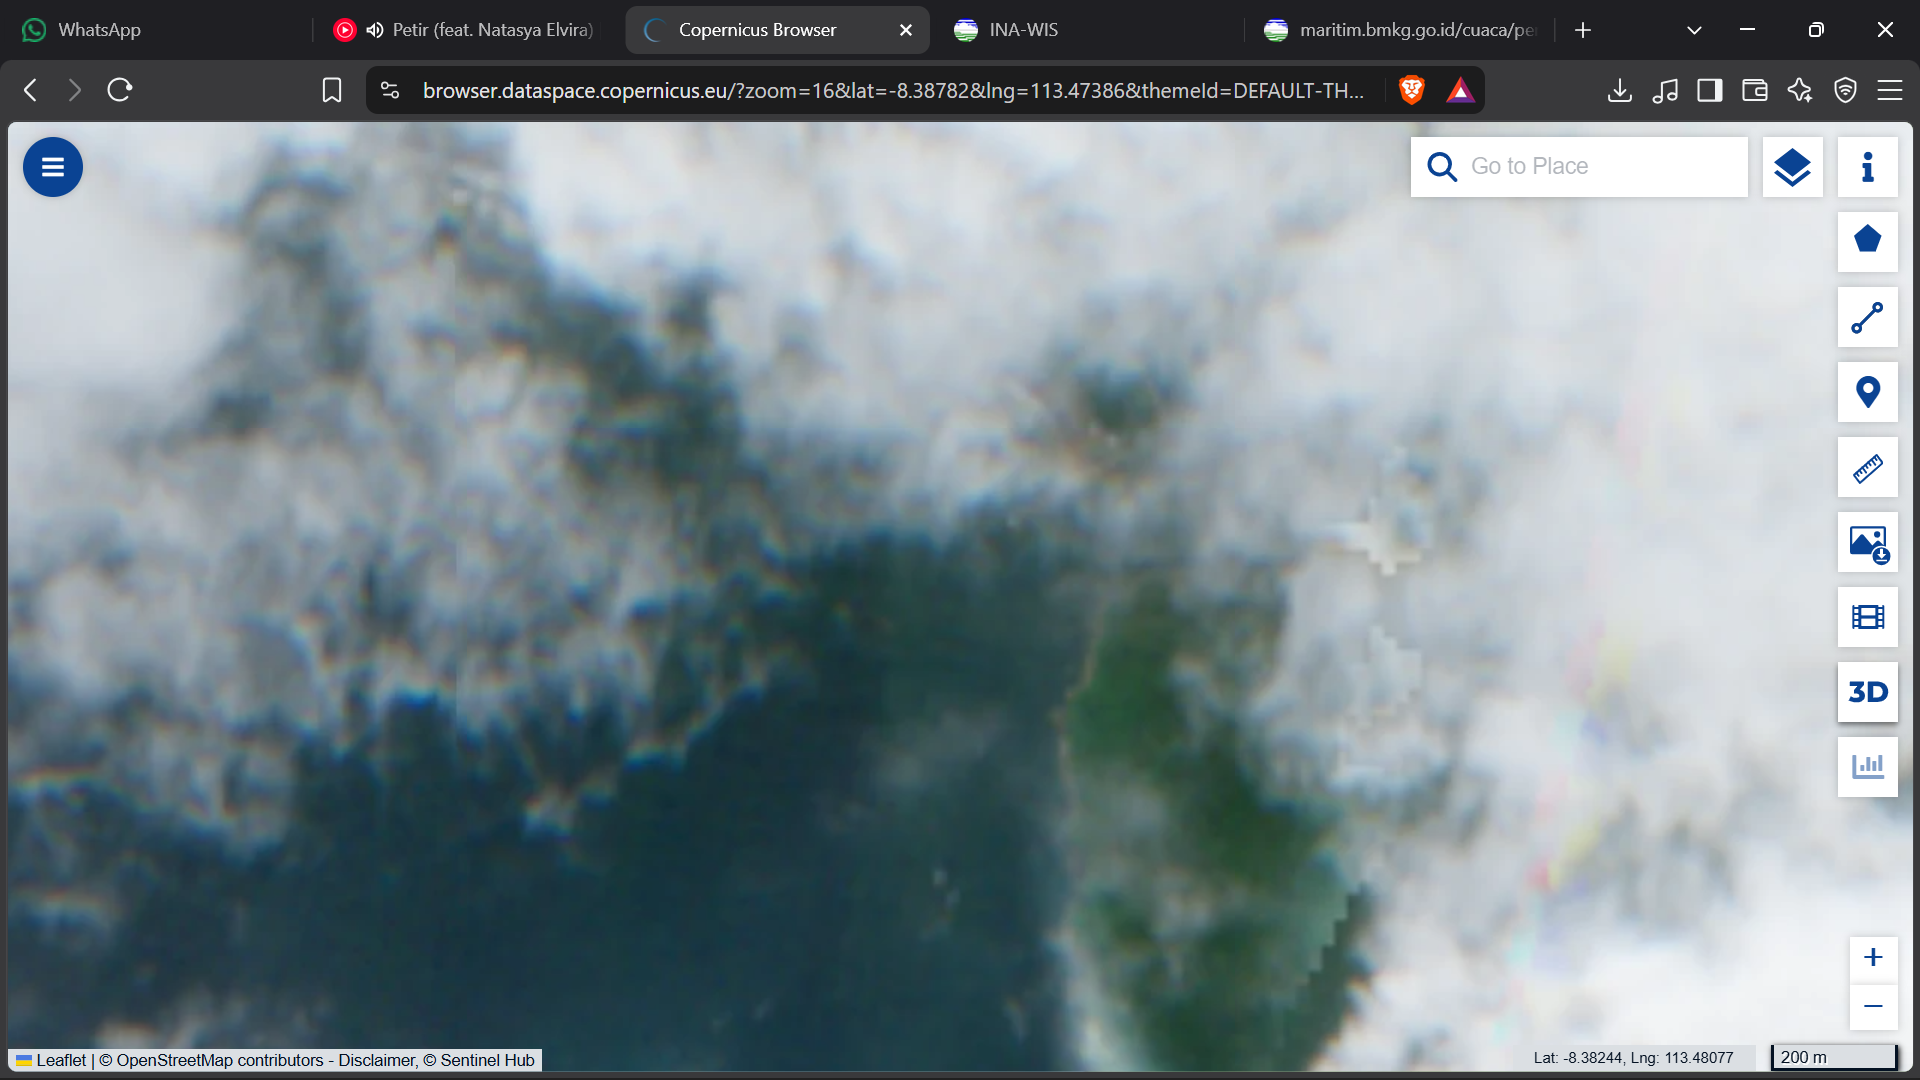 WhatsApp
Petir (feat. Natasya Elvira)
Copernicus Browser
INA-WIS
maritim.bmkg.go.id/cuaca/pe
browser.dataspace.copernicus.eu/?zoom=16&lat=-8.38782&lng=113.47386&themeId=DEFAULT-TH...
Go to Place
3D
Leaflet | © OpenStreetMap contributors - Disclaimer, © Sentinel Hub
Lat: -8.38244, Lng: 113.48077
200 m